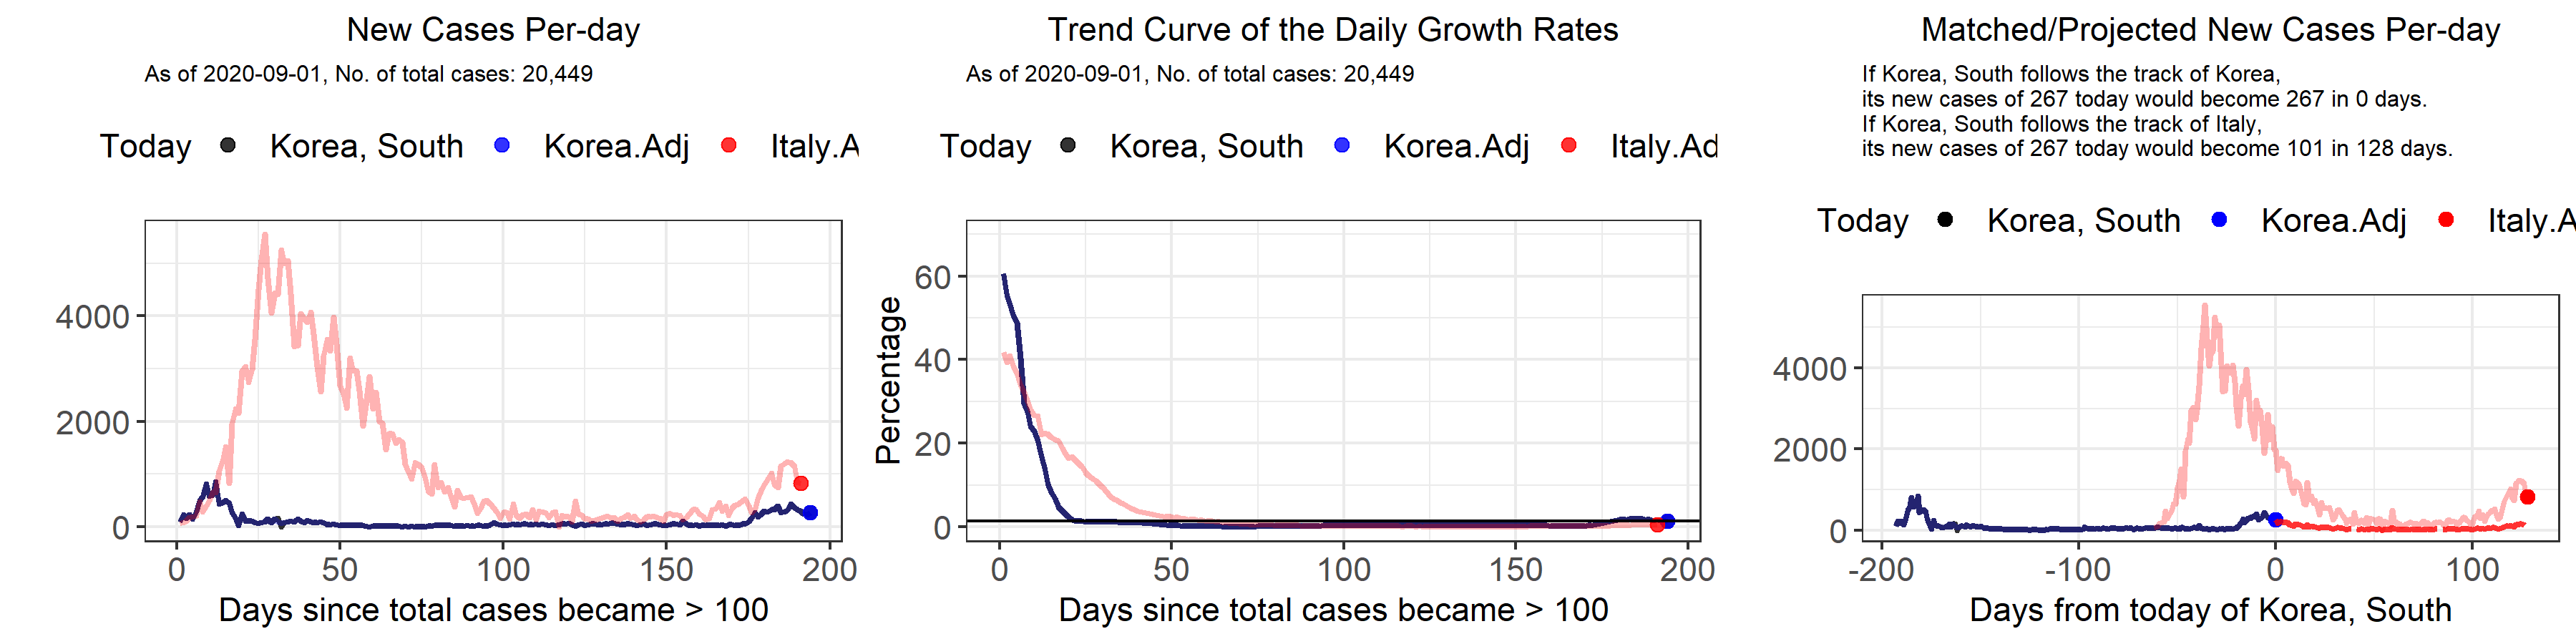 New Cases Per-day
As of 2020-09-01, No. of total cases: 20,449
Today Korea, South Korea.Adj Italy.A
4000
2000
0
0 50 100 150 200
Days since total cases became > 100
Trend Curve of the Daily Growth Rates
As of 2020-09-01, No. of total cases: 20,449
Today Korea, South Korea.Adj Italy.Ad
Percentage
60
40
20
0
0 50 100 150 200
Days since total cases became > 100
Matched/Projected New Cases Per-day
If Korea, South follows the track of Korea,
its new cases of 267 today would become 267 in 0 days.
If Korea, South follows the track of Italy,
its new cases of 267 today would become 101 in 128 days.
Today Korea, South Korea.Adj Italy.A
4000
2000
0
-200 -100 0 100
Days from today of Korea, South